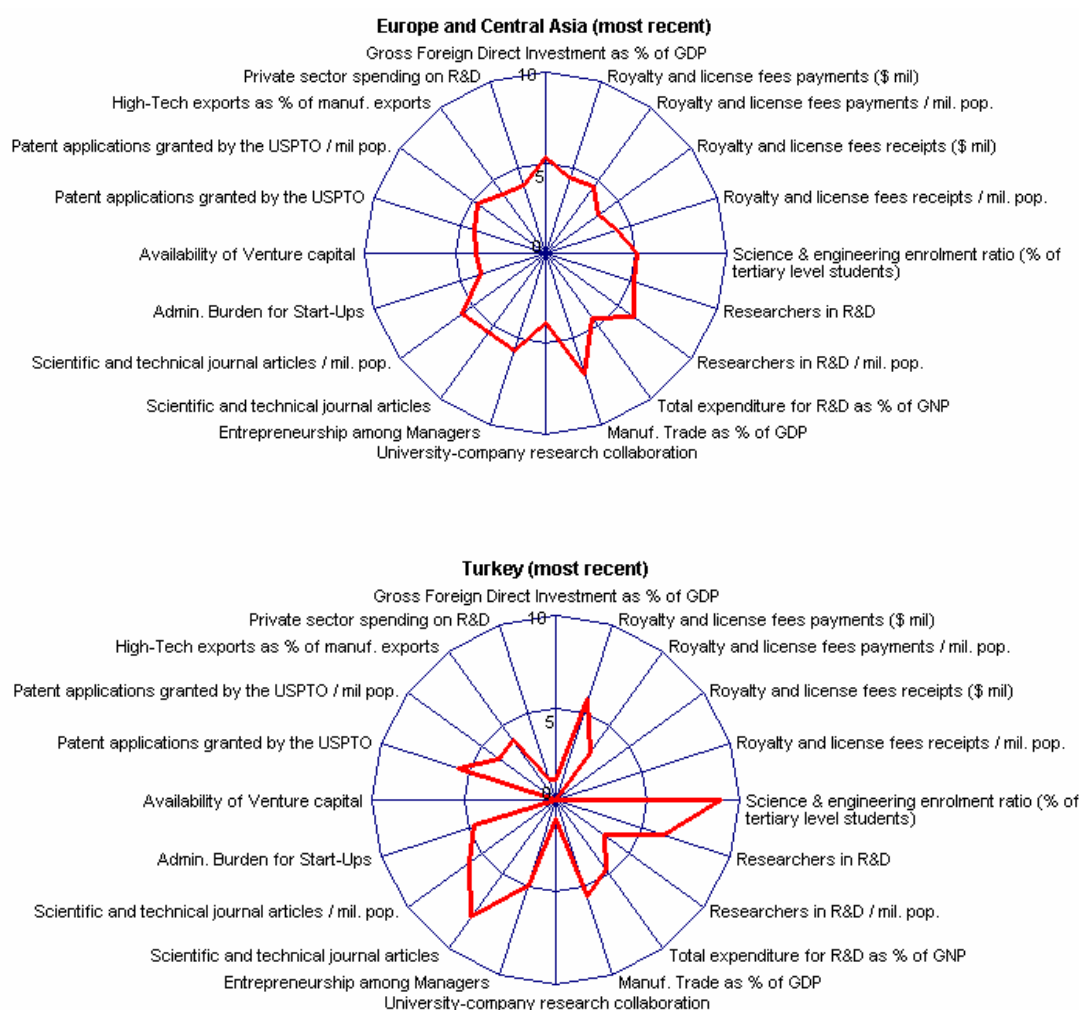 Europe and Central Asia (most recent)
Gross Foreign Direct Investment as % of GDP
Private sector spending on R&D
10
Royalty and license fees payments ($ mil)
High-Tech exports as % of manuf. exports
Royalty and license fees payments / mil. pop.
Patent applications granted by the USPTO / mil pop.
Royalty and license fees receipts ($ mil)
5
Patent applications granted by the USPTO
Royalty and license fees receipts / mil. pop.
0
Availability of Venture capital
Science & engineering enrolment ratio (% of
tertiary level students)
Admin. Burden for Start-Ups
Researchers in R&D
Scientific and technical journal articles / mil. pop.
Researchers in R&D / mil. pop.
Scientific and technical journal articles
Total expenditure for R&D as % of GNP
Entrepreneurship among Managers
Manuf. Trade as % of GDP
University-company research collaboration
Turkey (most recent)
Gross Foreign Direct Investment as % of GDP
Private sector spending on R&D
10
Royalty and license fees payments ($ mil)
High-Tech exports as % of manuf. exports
Royalty and license fees payments / mil. pop.
Patent applications granted by the USPTO / mil pop.
Royalty and license fees receipts ($ mil)
5
Patent applications granted by the USPTO
Royalty and license fees receipts / mil. pop.
0
Availability of Venture capital
Science & engineering enrolment ratio (% of
tertiary level students)
Admin. Burden for Start-Ups
Researchers in R&D
Scientific and technical journal articles / mil. pop.
Researchers in R&D / mil. pop.
Scientific and technical journal articles
Total expenditure for R&D as % of GNP
Entrepreneurship among Managers
Manuf. Trade as % of GDP
University-company research collaboration